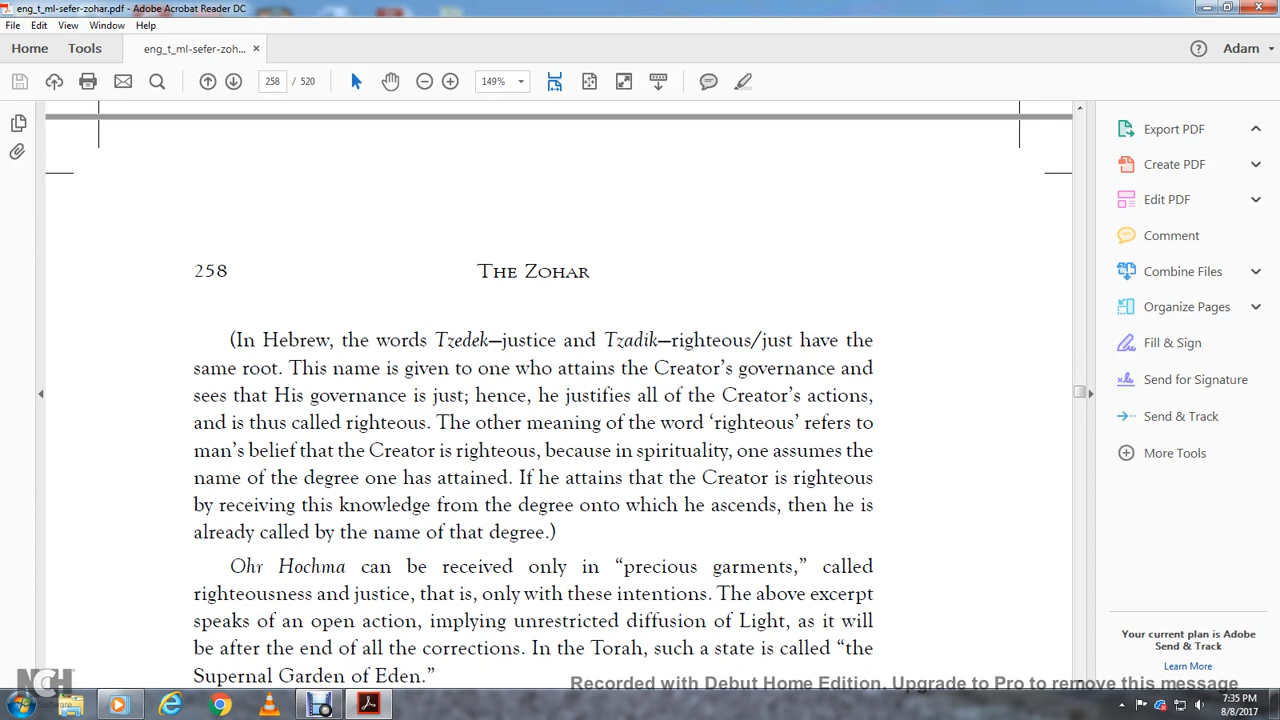 eng_t_ml-sefer-zohar.pdf - Adobe Acrobat Reader DC
File Edit View Window Help
Home Tools eng_t_ml-sefer-zoh... × Adam
258 / 520 149%
Export PDF
Create PDF
Edit PDF
Comment
Combine Files
Organize Pages
Fill & Sign
Send for Signature
Send & Track
More Tools
258 THE ZOHAR
(In Hebrew, the words Tzedek—justice and Tzadik—righteous/just have the
same root. This name is given to one who attains the Creator’s governance and
sees that His governance is just; hence, he justifies all of the Creator’s actions,
and is thus called righteous. The other meaning of the word ‘righteous’ refers to
man’s belief that the Creator is righteous, because in spirituality, one assumes the
name of the degree one has attained. If he attains that the Creator is righteous
by receiving this knowledge from the degree onto which he ascends, then he is
already called by the name of that degree.)
Ohr Hochma can be received only in “precious garments,” called
righteousness and justice, that is, only with these intentions. The above excerpt
speaks of an open action, implying unrestricted diffusion of Light, as it will
be after the end of all the corrections. In the Torah, such a state is called “the
Supernal Garden of Eden.”
Your current plan is Adobe
Send & Track
Learn More
NCH
Software
Recorded with Debut Home Edition. Upgrade to Pro to remove this message
7:35 PM
8/8/2017